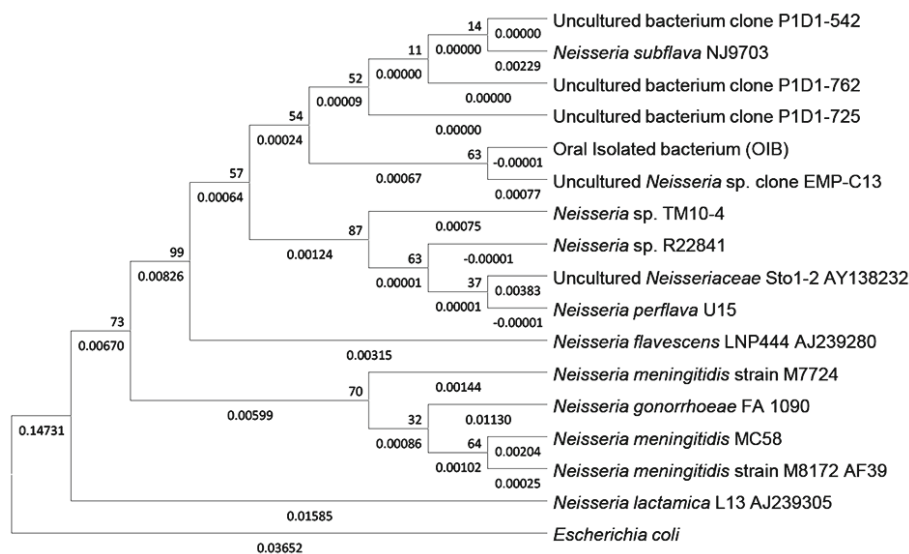 14
Uncultured bacterium clone P1D1-542
0.00000
11
0.00000
Neisseria subflava NJ9703
0.00229
52
0.00000
Uncultured bacterium clone P1D1-762
0.00000
54
0.00009
Uncultured bacterium clone P1D1-725
0.00000
0.00024
63
Oral Isolated bacterium (OIB)
-0.00001
57
0.00067
Uncultured Neisseria sp. clone EMP-C13
0.00077
0.00064
87
Neisseria sp. TM10-4
0.00075
99
0.00124
63
Neisseria sp. R22841
-0.00001
0.00826
0.00001
37
Uncultured Neisseriaceae Sto1-2 AY138232
0.00383
0.00001
Neisseria perflava U15
-0.00001
73
0.00670
Neisseria flavescens LNP444 AJ239280
0.00315
70
Neisseria meningitidis strain M7724
0.00144
0.00599
32
Neisseria gonorrhoeae FA 1090
0.01130
0.14731
0.00086
64
Neisseria meningitidis MC58
0.00204
0.00102
Neisseria meningitidis strain M8172 AF39
0.00025
Neisseria lactamica L13 AJ239305
0.01585
Escherichia coli
0.03652